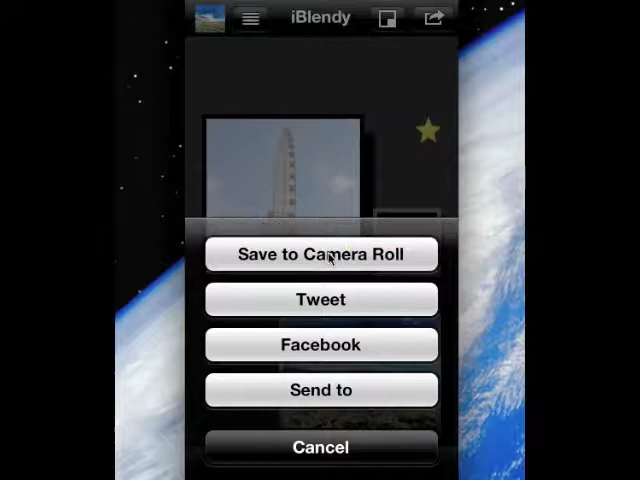 iBlendy
Save to Camera Roll
Tweet
Facebook
Send to
Cancel